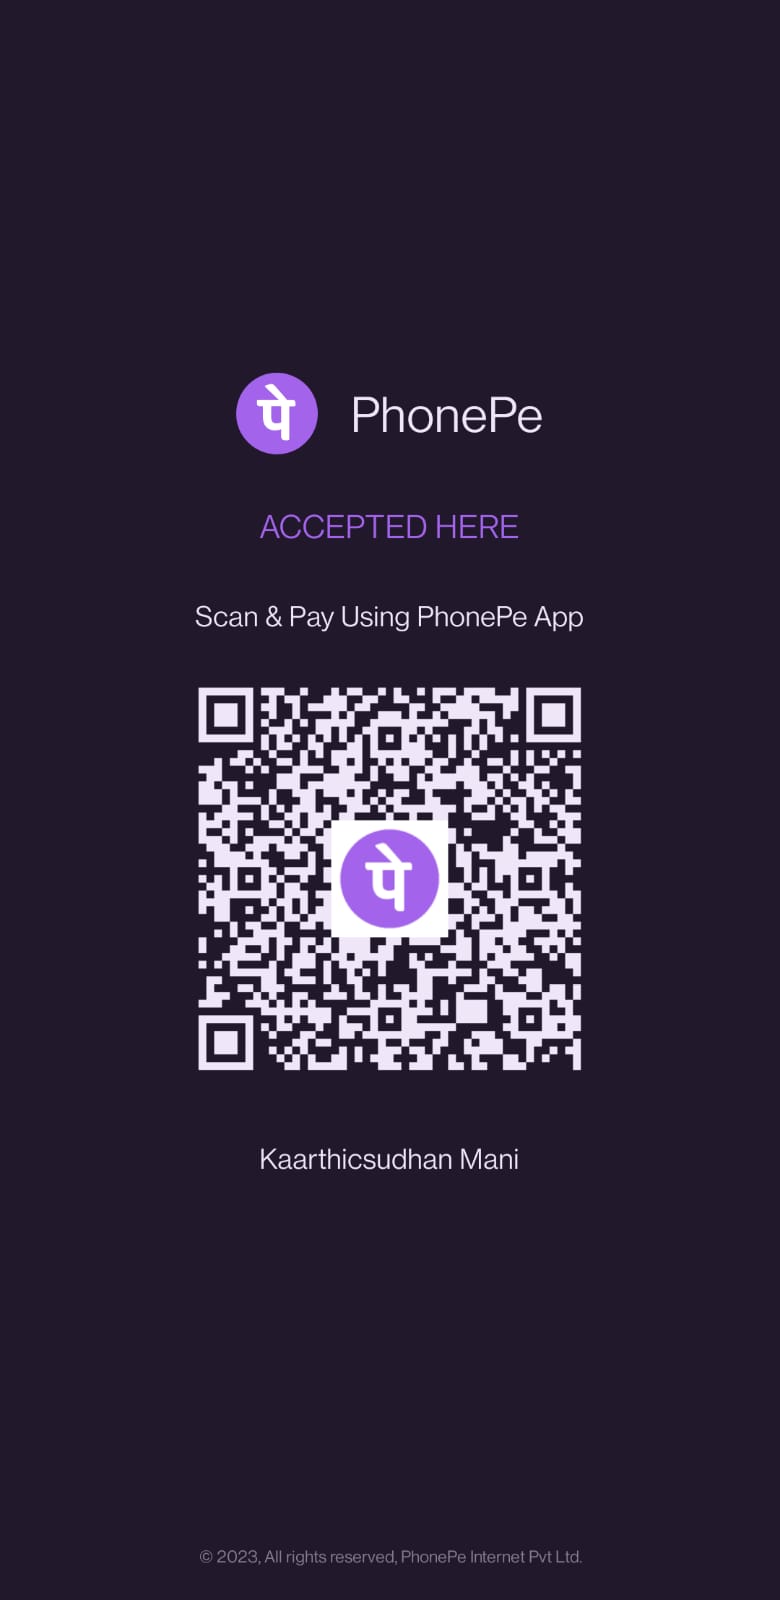 पे PhonePe
ACCEPTED HERE
Scan & Pay Using PhonePe App
पे
Kaarthicsudhan Mani
© 2023, All rights reserved, PhonePe Internet Pvt Ltd.